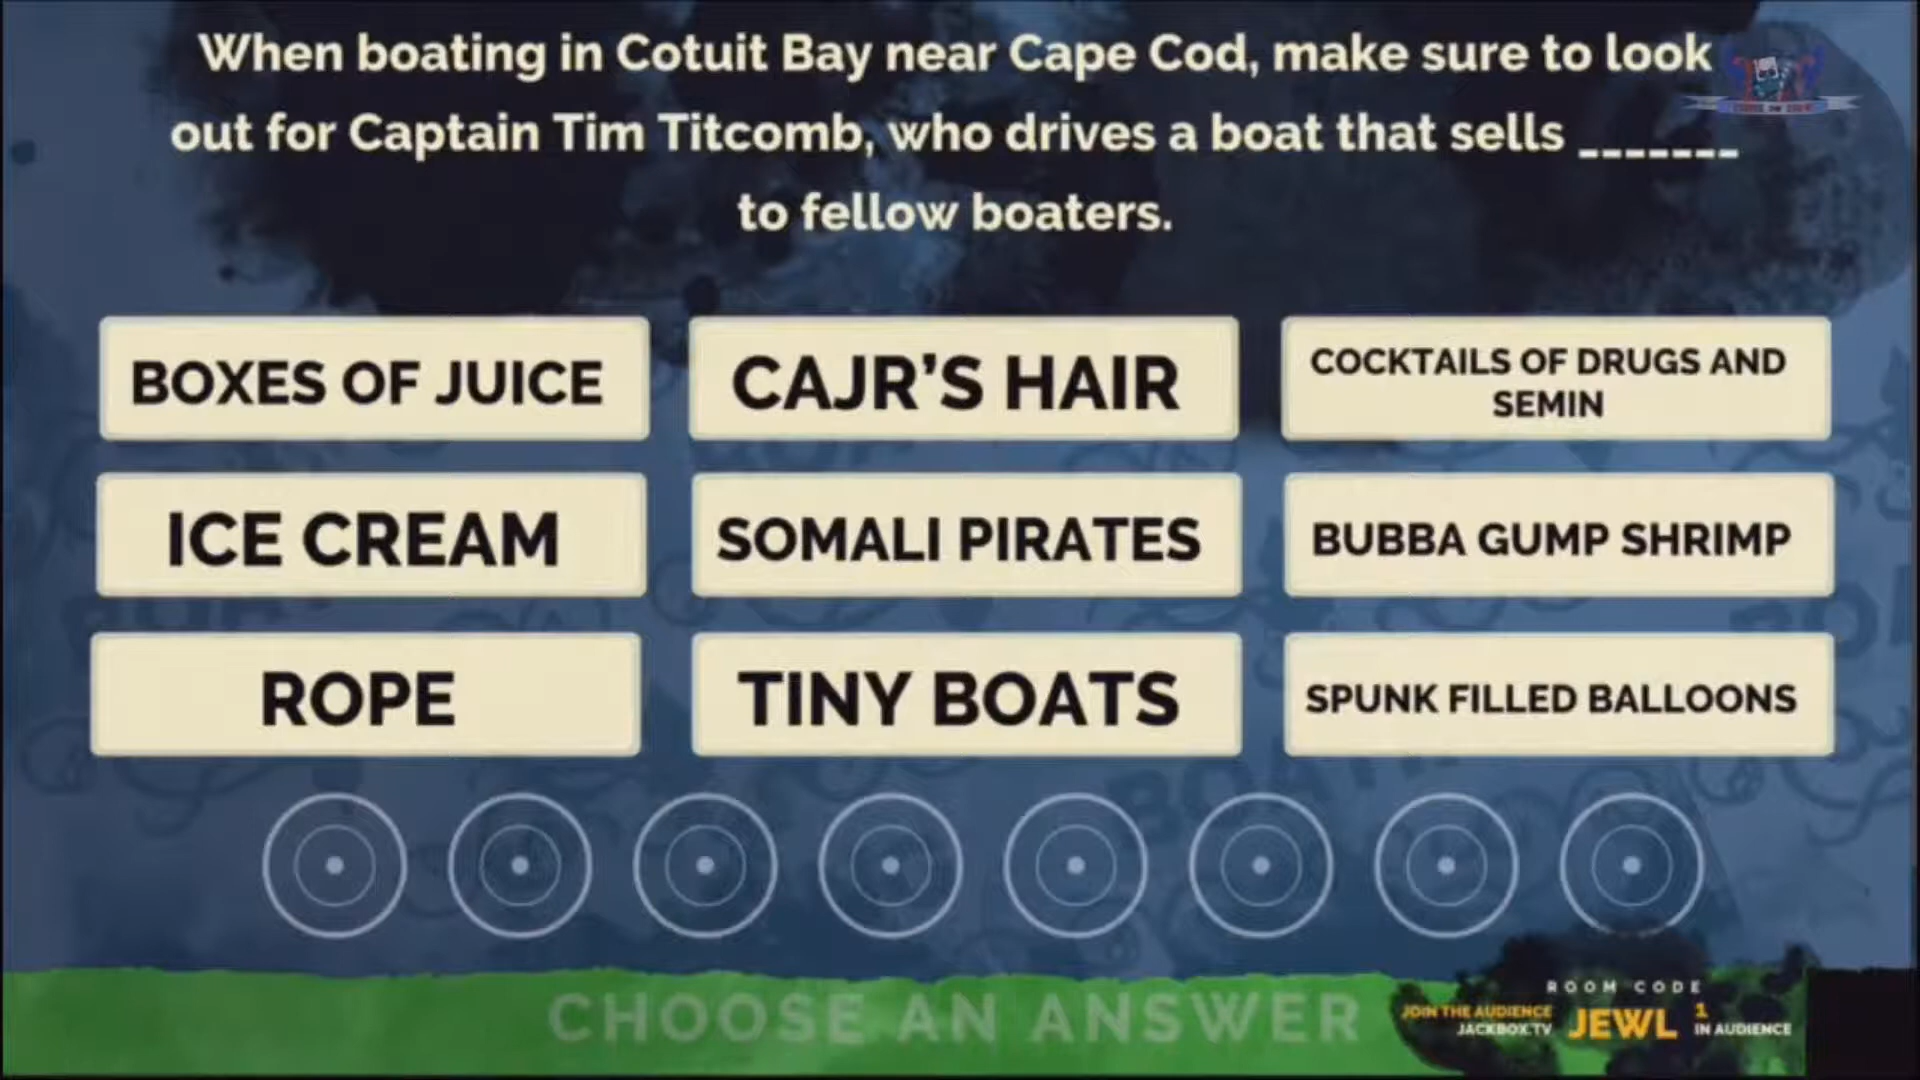 When boating in Cotuit Bay near Cape Cod, make sure to look
out for Captain Tim Titcomb, who drives a boat that sells _______
to fellow boaters.
BOXES OF JUICE
CAJR'S HAIR
COCKTAILS OF DRUGS AND
SEMIN
ICE CREAM
SOMALI PIRATES
BUBBA GUMP SHRIMP
ROPE
TINY BOATS
SPUNK FILLED BALLOONS
CHOOSE AN ANSWER
ROOM CODE
JOIN THE AUDIENCE
JACKBOX.TV
JEWL
1
IN AUDIENCE